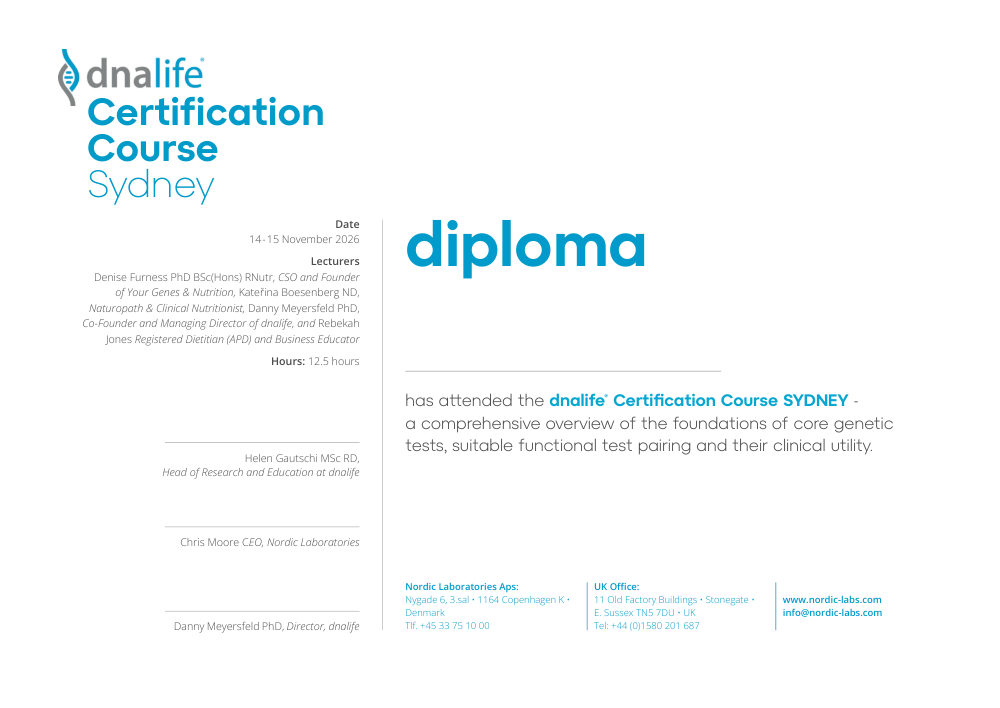 dnalife®
Certification
Course
Sydney
Date
14-15 November 2026
Lecturers
Denise Furness PhD BSc(Hons) RNutr, CSO and Founder
of Your Genes & Nutrition, Kateřina Boesenberg ND,
Naturopath & Clinical Nutritionist, Danny Meyersfeld PhD,
Co-Founder and Managing Director of dnalife, and Rebekah
Jones Registered Dietitian (APD) and Business Educator
Hours: 12.5 hours
Helen Gautschi MSc RD,
Head of Research and Education at dnalife
Chris Moore CEO, Nordic Laboratories
Danny Meyersfeld PhD, Director, dnalife
diploma
has attended the dnalife® Certification Course SYDNEY -
a comprehensive overview of the foundations of core genetic
tests, suitable functional test pairing and their clinical utility.
Nordic Laboratories Aps:
Nygade 6, 3.sal • 1164 Copenhagen K •
Denmark
Tlf. +45 33 75 10 00
UK Office:
11 Old Factory Buildings • Stonegate •
E. Sussex TN5 7DU • UK
Tel: +44 (0)1580 201 687
www.nordic-labs.com
info@nordic-labs.com